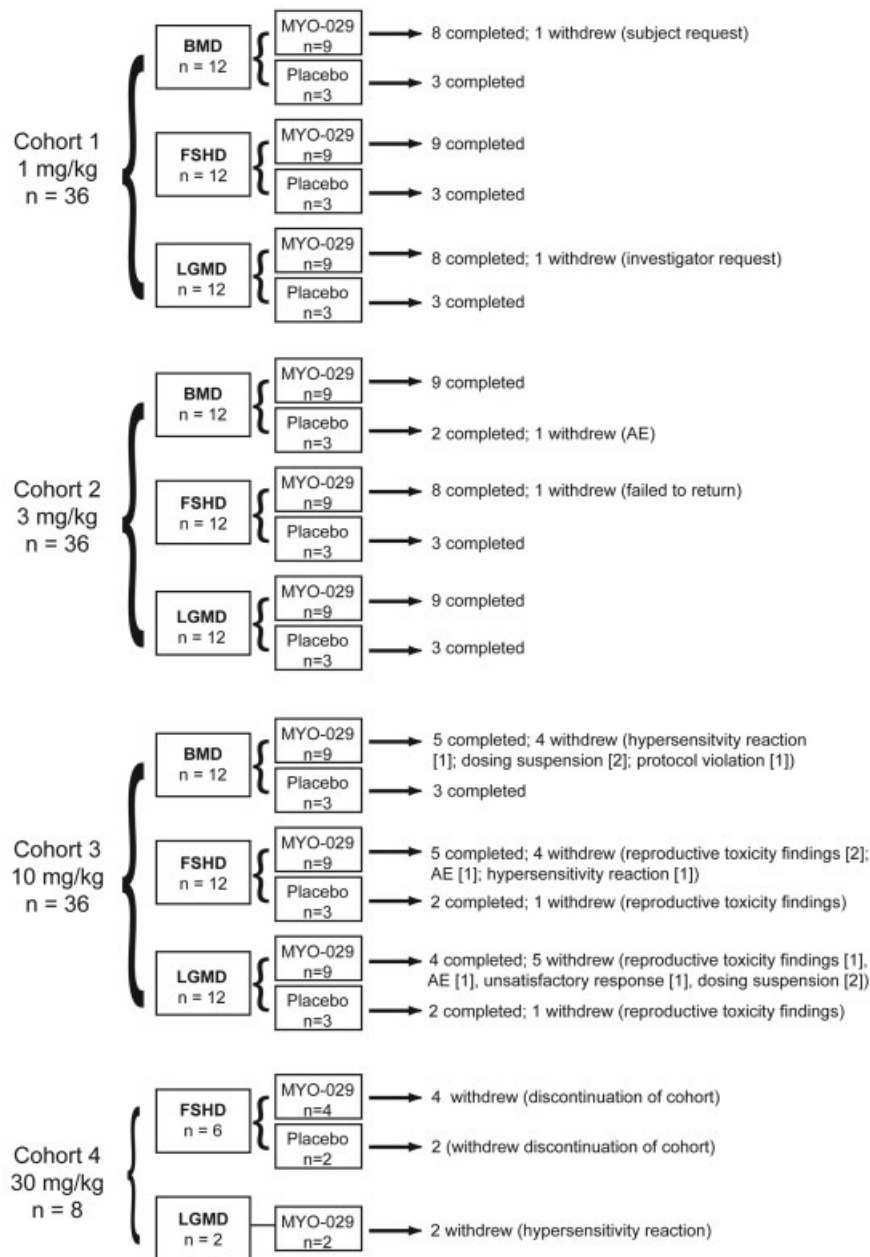 Cohort 1
1 mg/kg
n = 36
BMD
n = 12
MYO-029
n=9
8 completed; 1 withdrew (subject request)
Placebo
n=3
3 completed
FSHD
n = 12
MYO-029
n=9
9 completed
Placebo
n=3
3 completed
LGMD
n = 12
MYO-029
n=9
8 completed; 1 withdrew (investigator request)
Placebo
n=3
3 completed
Cohort 2
3 mg/kg
n = 36
BMD
n = 12
MYO-029
n=9
9 completed
Placebo
n=3
2 completed; 1 withdrew (AE)
FSHD
n = 12
MYO-029
n=9
8 completed; 1 withdrew (failed to return)
Placebo
n=3
3 completed
LGMD
n = 12
MYO-029
n=9
9 completed
Placebo
n=3
3 completed
Cohort 3
10 mg/kg
n = 36
BMD
n = 12
MYO-029
n=9
5 completed; 4 withdrew (hypersensitvity reaction
[1]; dosing suspension [2]; protocol violation [1])
Placebo
n=3
3 completed
FSHD
n = 12
MYO-029
n=9
5 completed; 4 withdrew (reproductive toxicity findings [2];
AE [1]; hypersensitivity reaction [1])
Placebo
n=3
2 completed; 1 withdrew (reproductive toxicity findings)
LGMD
n = 12
MYO-029
n=9
4 completed; 5 withdrew (reproductive toxicity findings [1],
AE [1], unsatisfactory response [1], dosing suspension [2])
Placebo
n=3
2 completed; 1 withdrew (reproductive toxicity findings)
Cohort 4
30 mg/kg
n = 8
FSHD
n = 6
MYO-029
n=4
4 withdrew (discontinuation of cohort)
Placebo
n=2
2 (withdrew discontinuation of cohort)
LGMD
n = 2
MYO-029
n=2
2 withdrew (hypersensitivity reaction)